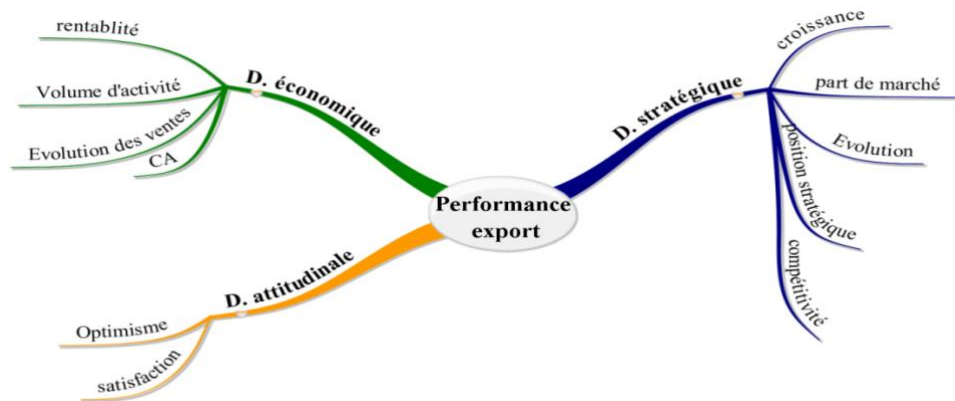 Performance
export
D. économique
rentablité
Volume d'activité
Evolution des ventes
CA
D. attitudinale
Optimisme
satisfaction
D. stratégique
croissance
part de marché
Evolution
position stratégique
compétitivité